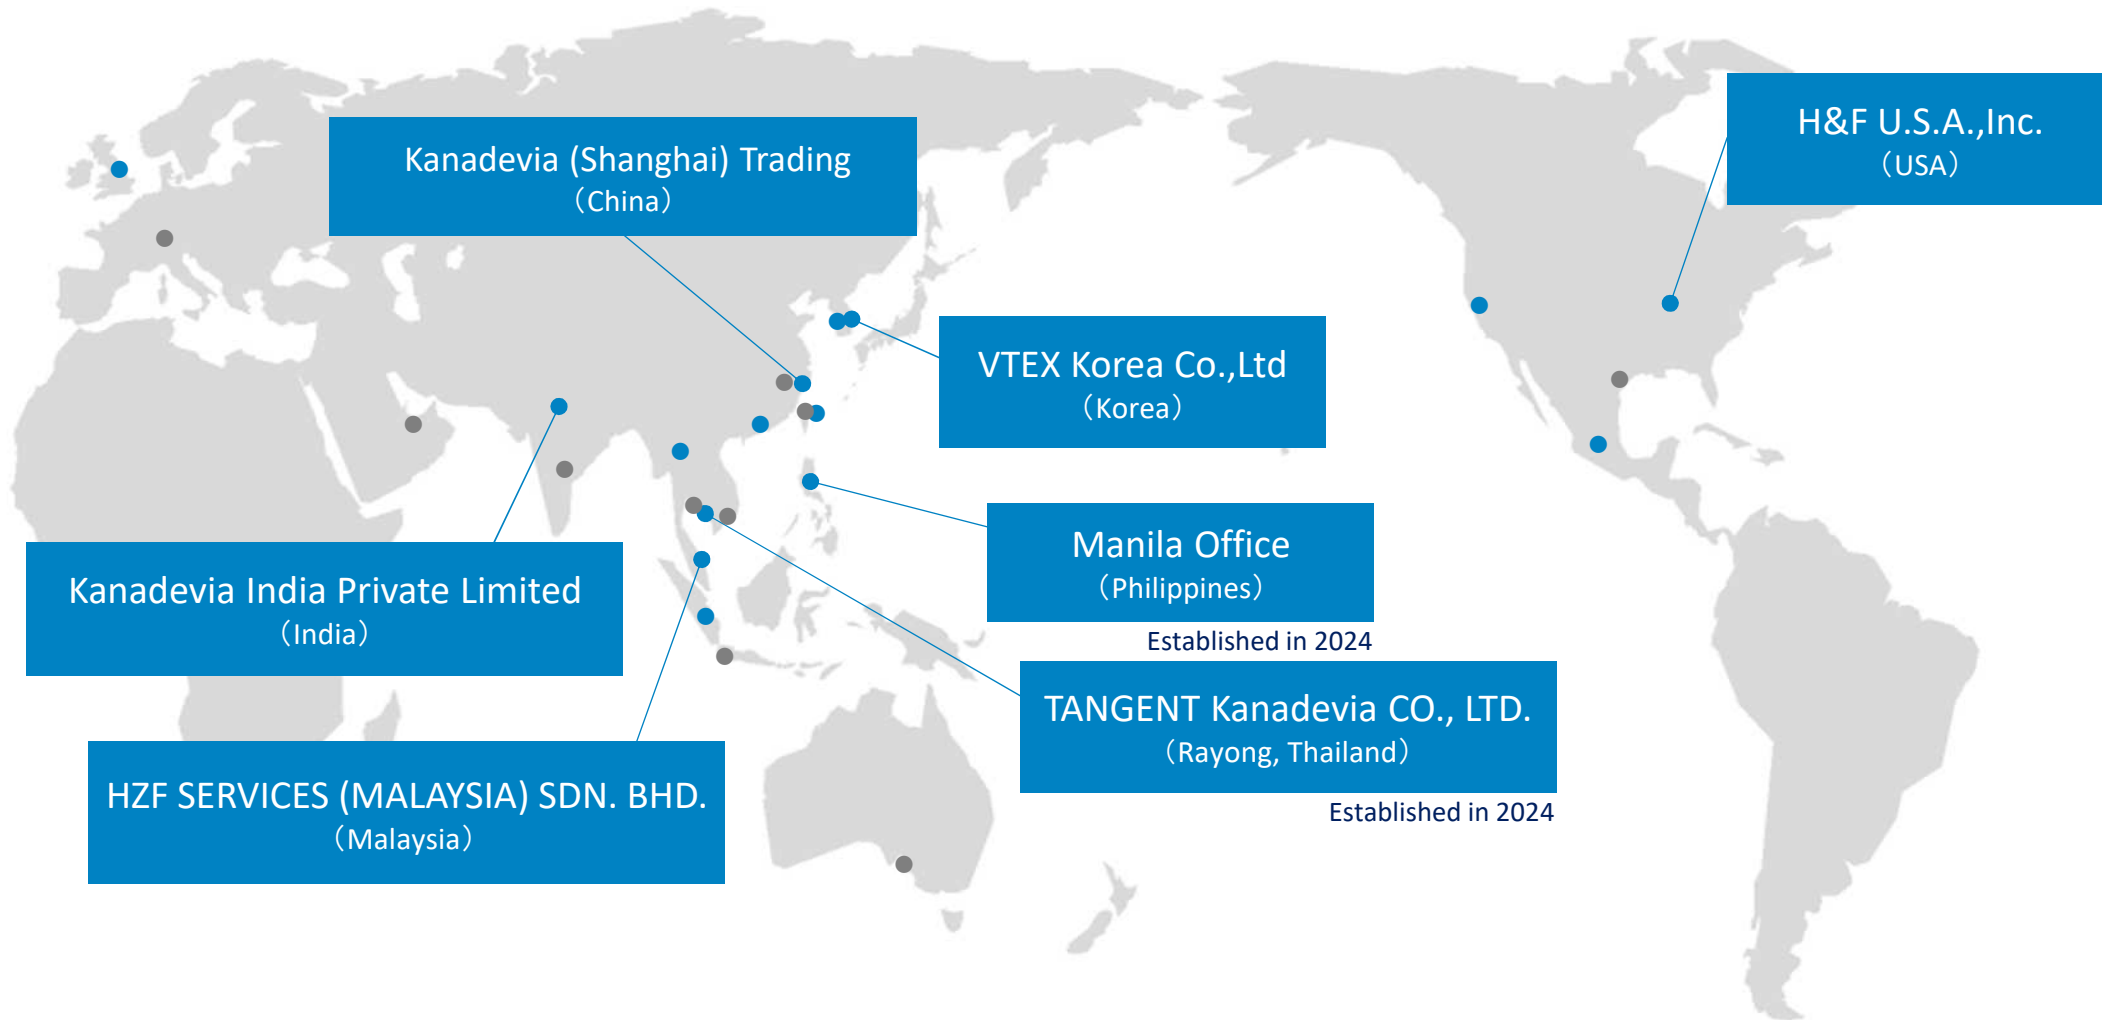 H&F U.S.A.,Inc.
（USA）
Kanadevia (Shanghai) Trading
（China）
VTEX Korea Co.,Ltd
（Korea）
Manila Office
（Philippines）
Established in 2024
Kanadevia India Private Limited
（India）
TANGENT Kanadevia CO., LTD.
（Rayong, Thailand）
Established in 2024
HZF SERVICES (MALAYSIA) SDN. BHD.
（Malaysia）